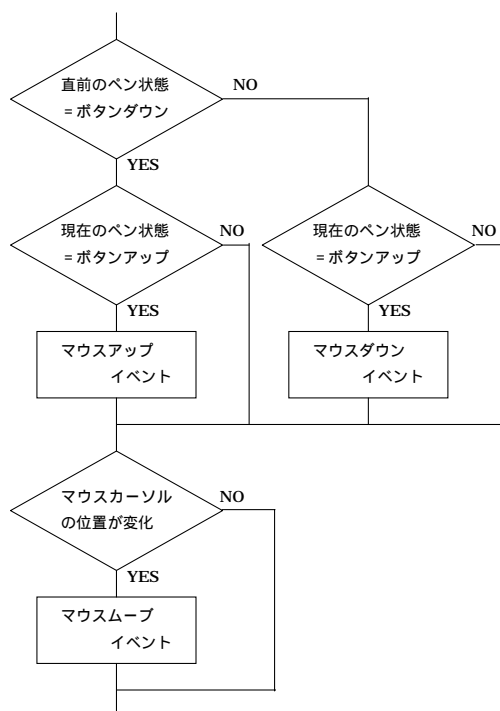 直前のペン状態
=ボタンダウン
NO
YES
現在のペン状態
=ボタンアップ
NO
現在のペン状態
=ボタンアップ
NO
YES
YES
マウスアップ
イベント
マウスダウン
イベント
マウスカーソル
の位置が変化
NO
YES
マウスムーブ
イベント